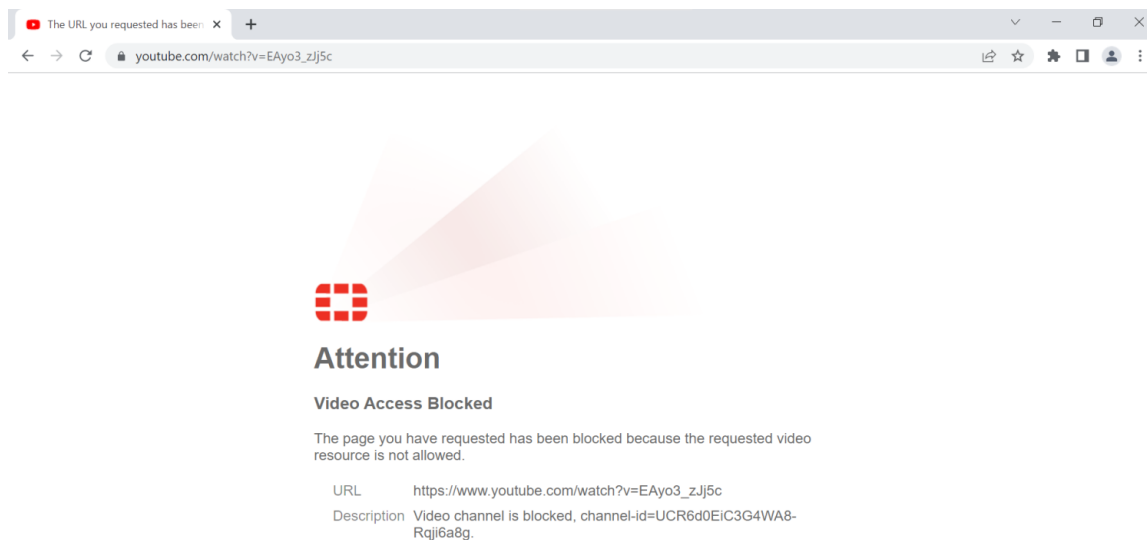 The URL you requested has been
youtube.com/watch?v=EAyo3_zJj5c
Attention
Video Access Blocked
The page you have requested has been blocked because the requested video
resource is not allowed.
URL https://www.youtube.com/watch?v=EAyo3_zJj5c
Description Video channel is blocked, channel-id=UCR6d0EiC3G4WA8-
Rqji6a8g.